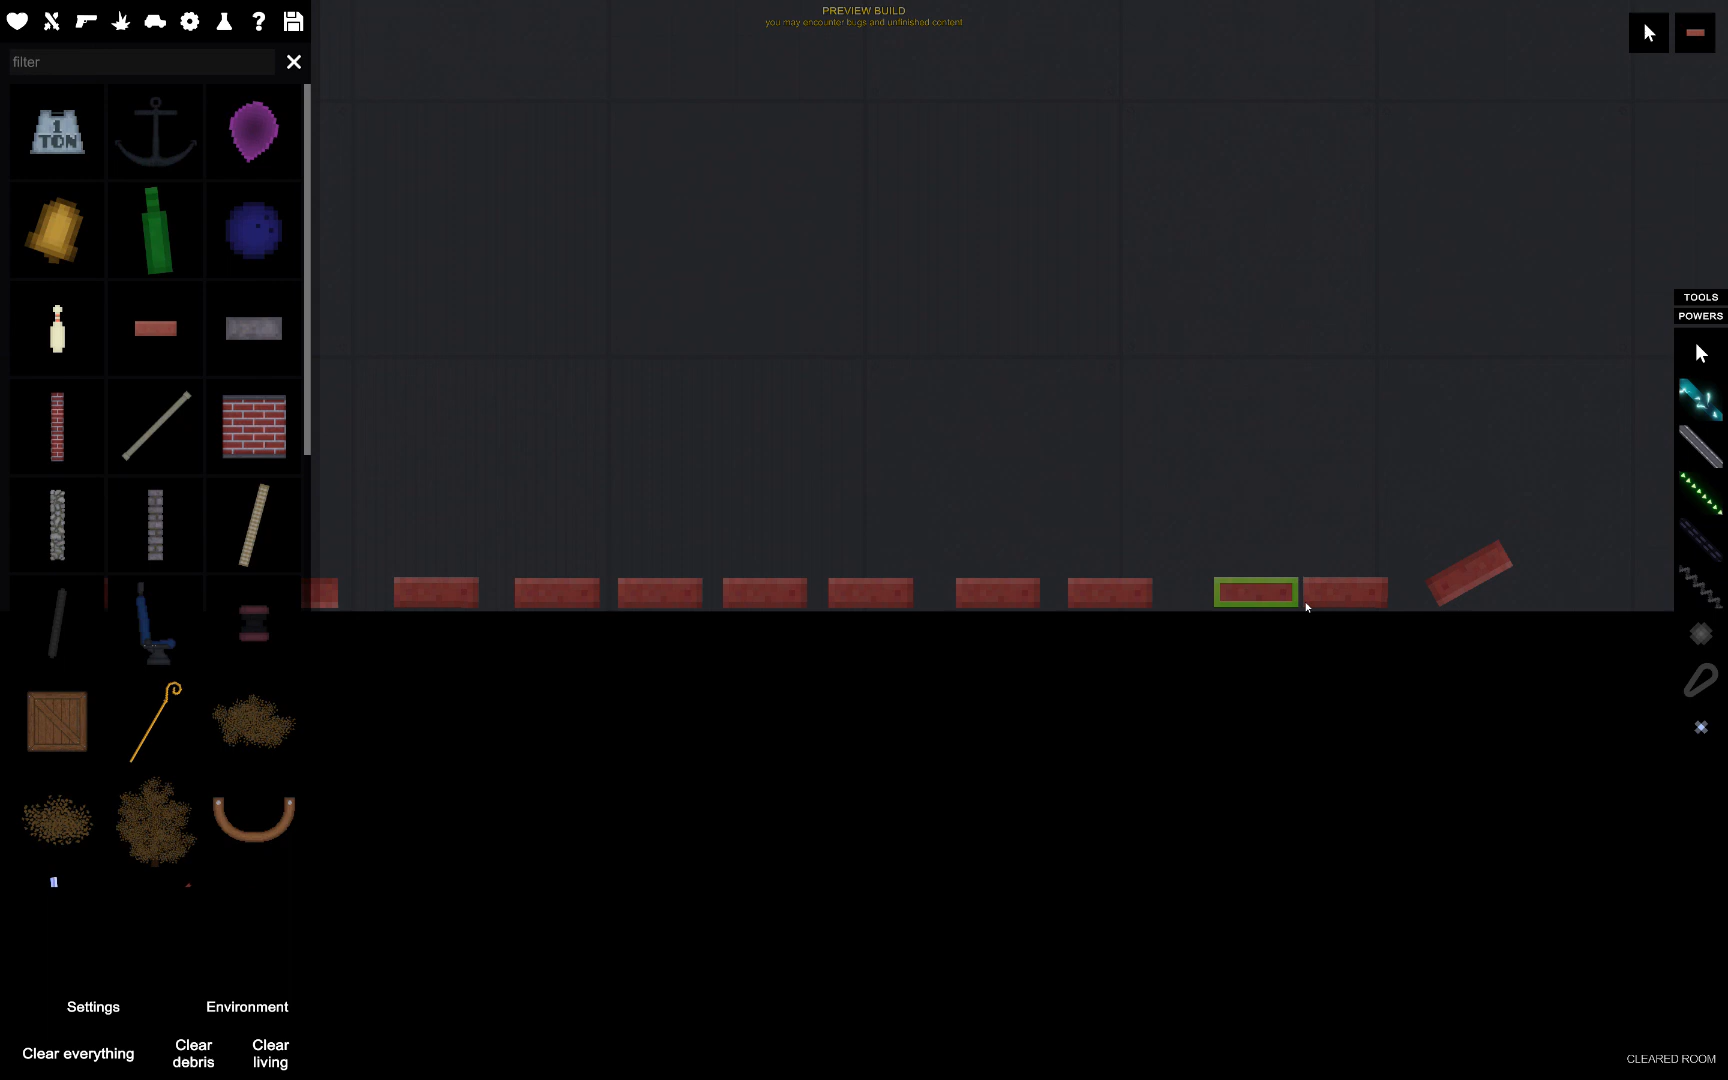 PREVIEW BUILD
you may encounter bugs and unfinished content
filter
1
TON
TOOLS
POWERS
Settings
Environment
Clear everything
Clear
debris
Clear
living
CLEARED ROOM